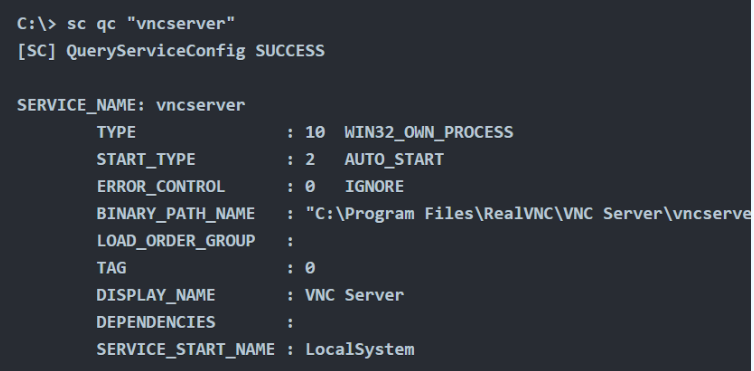 C:\> sc qc "vncserver"
[SC] QueryServiceConfig SUCCESS
SERVICE_NAME: vncserver
TYPE : 10 WIN32_OWN_PROCESS
START_TYPE : 2 AUTO_START
ERROR_CONTROL : 0 IGNORE
BINARY_PATH_NAME : "C:\Program Files\RealVNC\VNC Server\vncserve
LOAD_ORDER_GROUP :
TAG : 0
DISPLAY_NAME : VNC Server
DEPENDENCIES :
SERVICE_START_NAME : LocalSystem